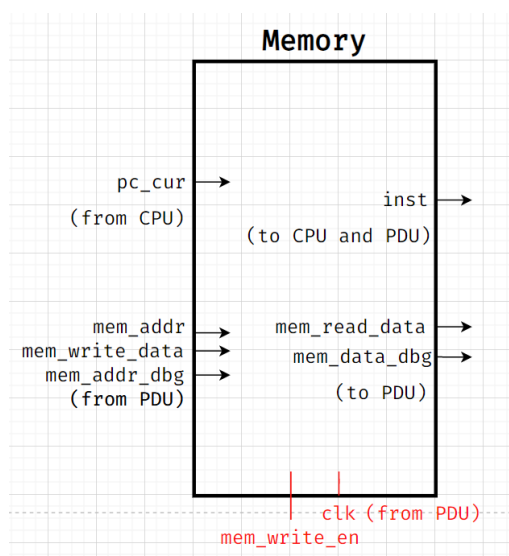 Memory
pc_cur
(from CPU)
inst
(to CPU and PDU)
mem_addr
mem_write_data
mem_addr_dbg
(from PDU)
mem_read_data
mem_data_dbg
(to PDU)
clk (from PDU)
mem_write_en